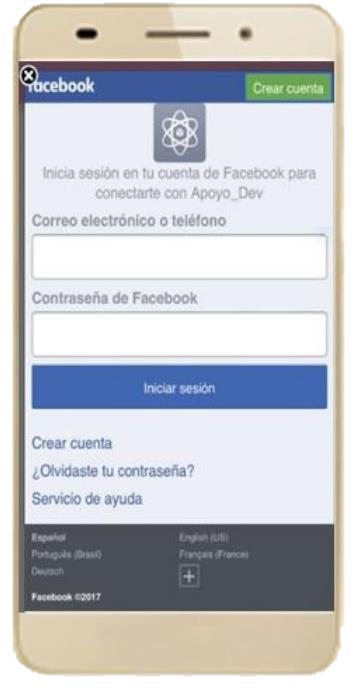 facebook
Crear cuenta
Inicia sesión en tu cuenta de Facebook para
conectarte con Apoyo_Dev
Correo electrónico o teléfono
Contraseña de Facebook
Iniciar sesión
Crear cuenta
¿Olvidaste tu contraseña?
Servicio de ayuda
Español
English (US)
Português (Brasil)
Français (France)
Deutsch
Facebook ©2017